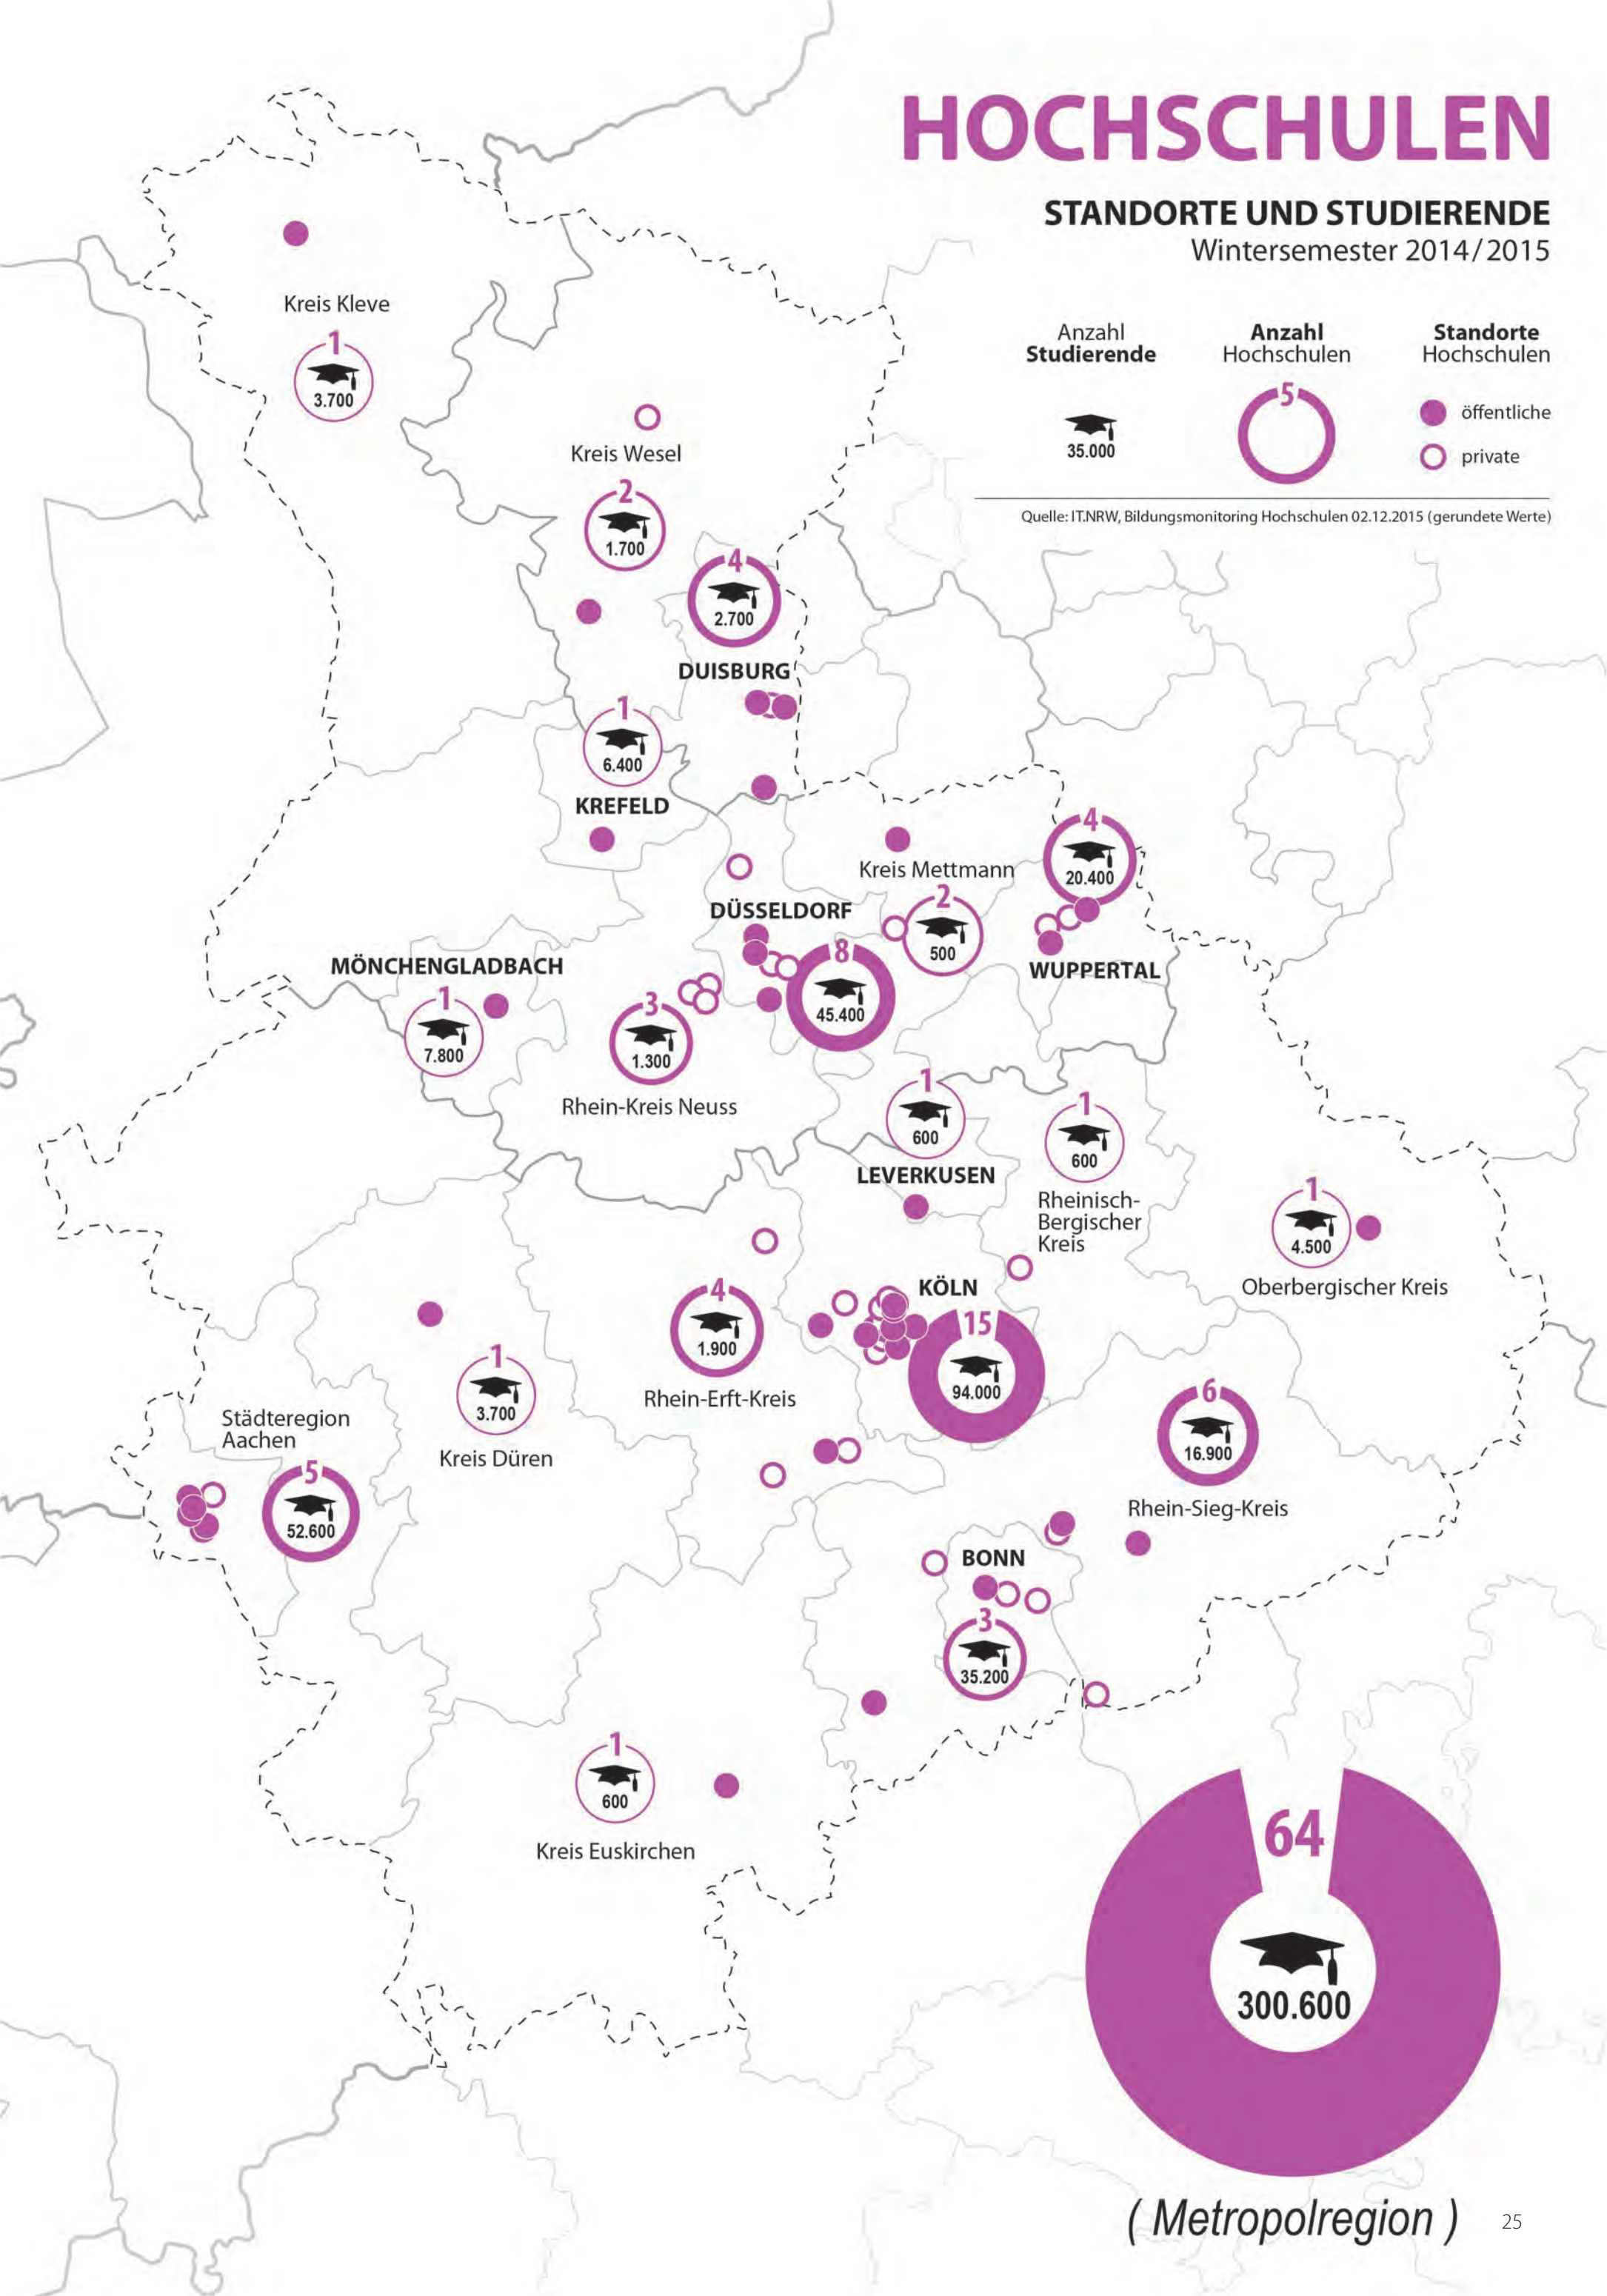 HOCHSCHULEN
STANDORTE UND STUDIERENDE
Wintersemester 2014/2015
Anzahl
Studierende
35.000
Anzahl
Hochschulen
5
Standorte
Hochschulen
öffentliche
private
Quelle: IT.NRW, Bildungsmonitoring Hochschulen 02.12.2015 (gerundete Werte)
Kreis Kleve
1
3.700
Kreis Wesel
2
1.700
4
2.700
DUISBURG
1
6.400
KREFELD
Kreis Mettmann
2
500
4
20.400
WUPPERTAL
DÜSSELDORF
8
45.400
MÖNCHENGLADBACH
1
7.800
3
1.300
Rhein-Kreis Neuss
1
600
LEVERKUSEN
1
600
Rheinisch-
Bergischer
Kreis
1
4.500
Oberbergischer Kreis
KÖLN
15
94.000
4
1.900
Rhein-Erft-Kreis
1
3.700
Kreis Düren
Städteregion
Aachen
5
52.600
6
16.900
Rhein-Sieg-Kreis
BONN
3
35.200
1
600
Kreis Euskirchen
64
300.600
( Metropolregion )
25